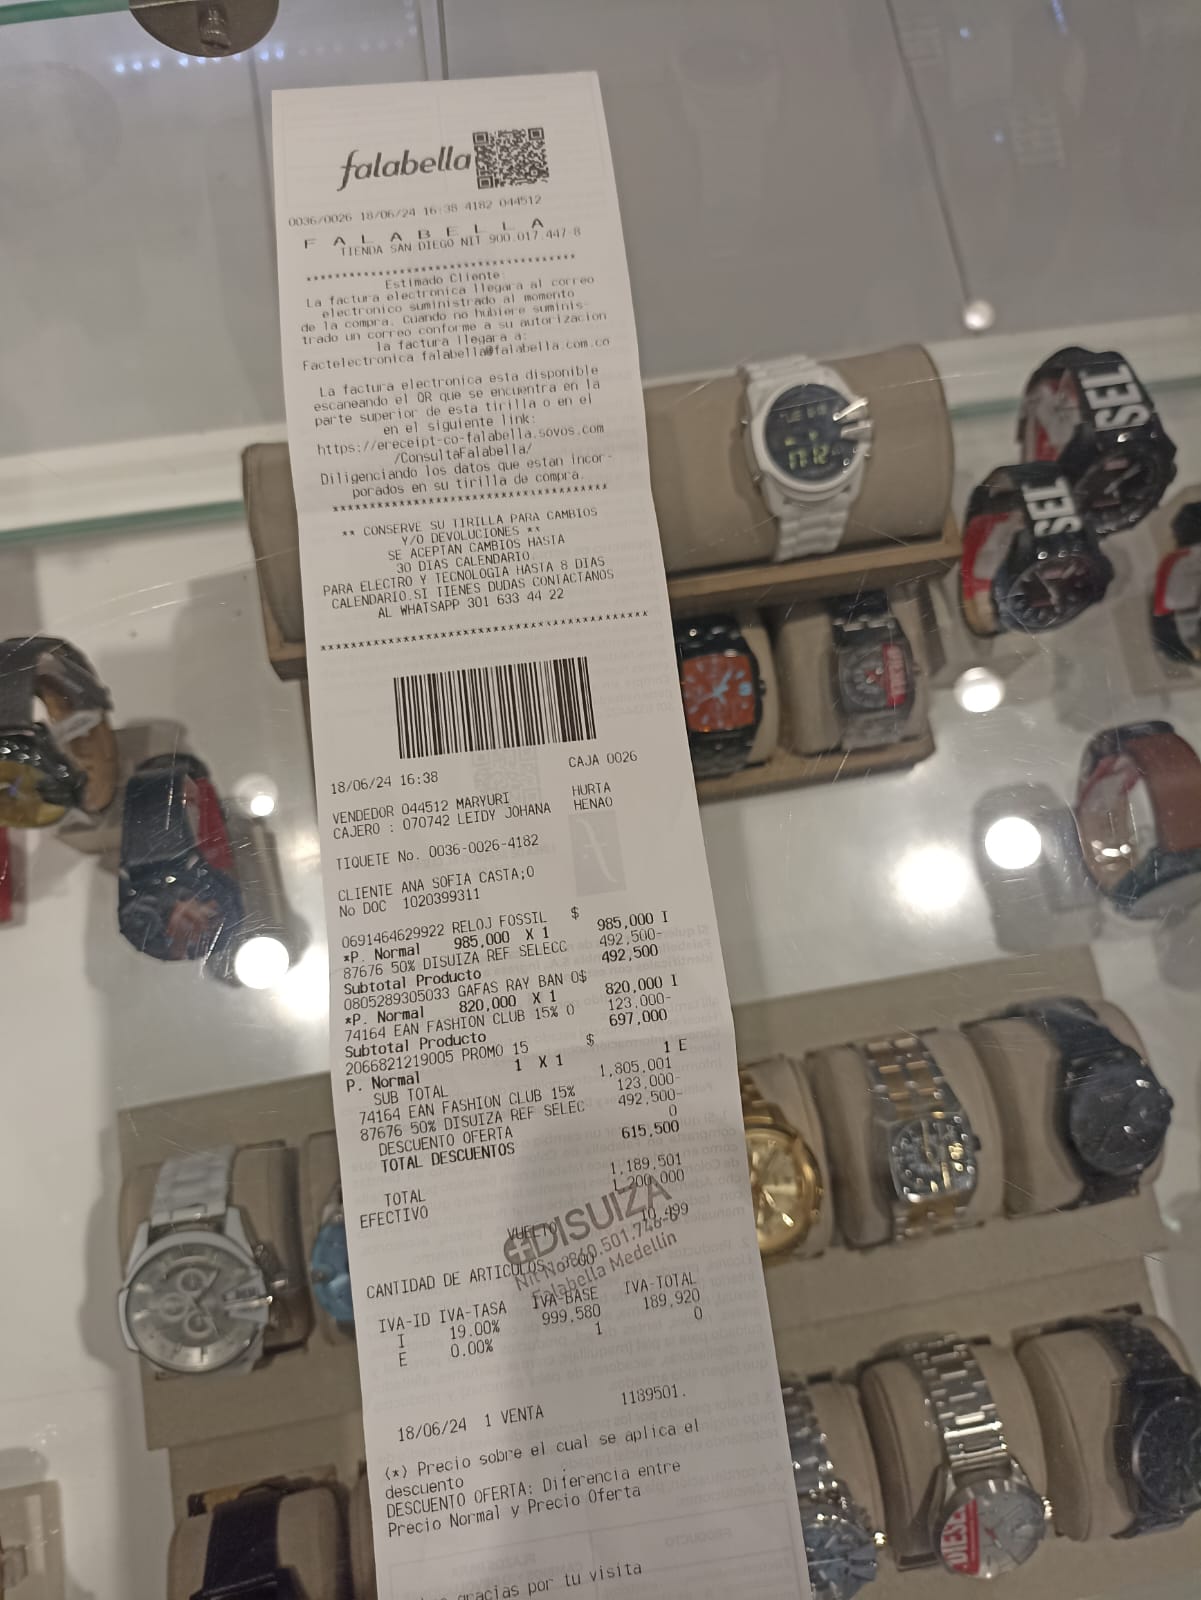 falabella
0036/0026 18/06/24 16:38 4182 044512
F A L A B E L L A
TIENDA SAN DIEGO NIT 900.017.447-8
************************************
Estimado Cliente:
La factura electronica llegara al correo
electronico suministrado al momento
de la compra. Cuando no hubiere suminis-
trado un correo conforme a su autorizacion
la factura llegara a:
Factelectronica falabella@falabella.com.co
La factura electronica esta disponible
escaneando el QR que se encuentra en la
parte superior de esta tirilla o en el
en el siguiente link:
https://ereceipt-co-falabella.sovos.com
/ConsultaFalabella/
Diligenciando los datos que estan incor-
porados en su tirilla de compra.
************************************
** CONSERVE SU TIRILLA PARA CAMBIOS
Y/O DEVOLUCIONES **
SE ACEPTAN CAMBIOS HASTA
30 DIAS CALENDARIO.
PARA ELECTRO Y TECNOLOGIA HASTA 8 DIAS
CALENDARIO.SI TIENES DUDAS CONTACTANOS
AL WHATSAPP 301 633 44 22
******************************************
18/06/24 16:38 CAJA 0026
VENDEDOR 044512 MARYURI HURTA
CAJERO : 070742 LEIDY JOHANA HENAO
TIQUETE No. 0036-0026-4182
CLIENTE ANA SOFIA CASTA;O
No DOC 1020399311
0691464629922 RELOJ FOSSIL $ 985,000 I
*P. Normal 985,000 X 1
87676 50% DISUIZA REF SELECC 492,500-
Subtotal Producto 492,500
0805289305033 GAFAS RAY BAN O$ 820,000 I
*P. Normal 820,000 X 1
74164 EAN FASHION CLUB 15% O 123,000-
Subtotal Producto 697,000
2066821219005 PROMO 15 $ 1 E
P. Normal 1 X 1
SUB TOTAL 1,805,001
74164 EAN FASHION CLUB 15% 123,000-
87676 50% DISUIZA REF SELEC 492,500-
DESCUENTO OFERTA 0
TOTAL DESCUENTOS 615,500
TOTAL 1,189,501
EFECTIVO 1,200,000
VUELTO 10,499
DISUIZA
Nit No 860.501.748-6
Falabella Medellín
CANTIDAD DE ARTICULOS
IVA-ID IVA-TASA IVA-BASE IVA-TOTAL
I 19.00% 999,580 189,920
E 0.00% 1 0
18/06/24 1 VENTA 1189501.
(*) Precio sobre el cual se aplica el
descuento
DESCUENTO OFERTA: Diferencia entre
Precio Normal y Precio Oferta
gracias por tu visita
17:12
SEL
SEL
DIESE